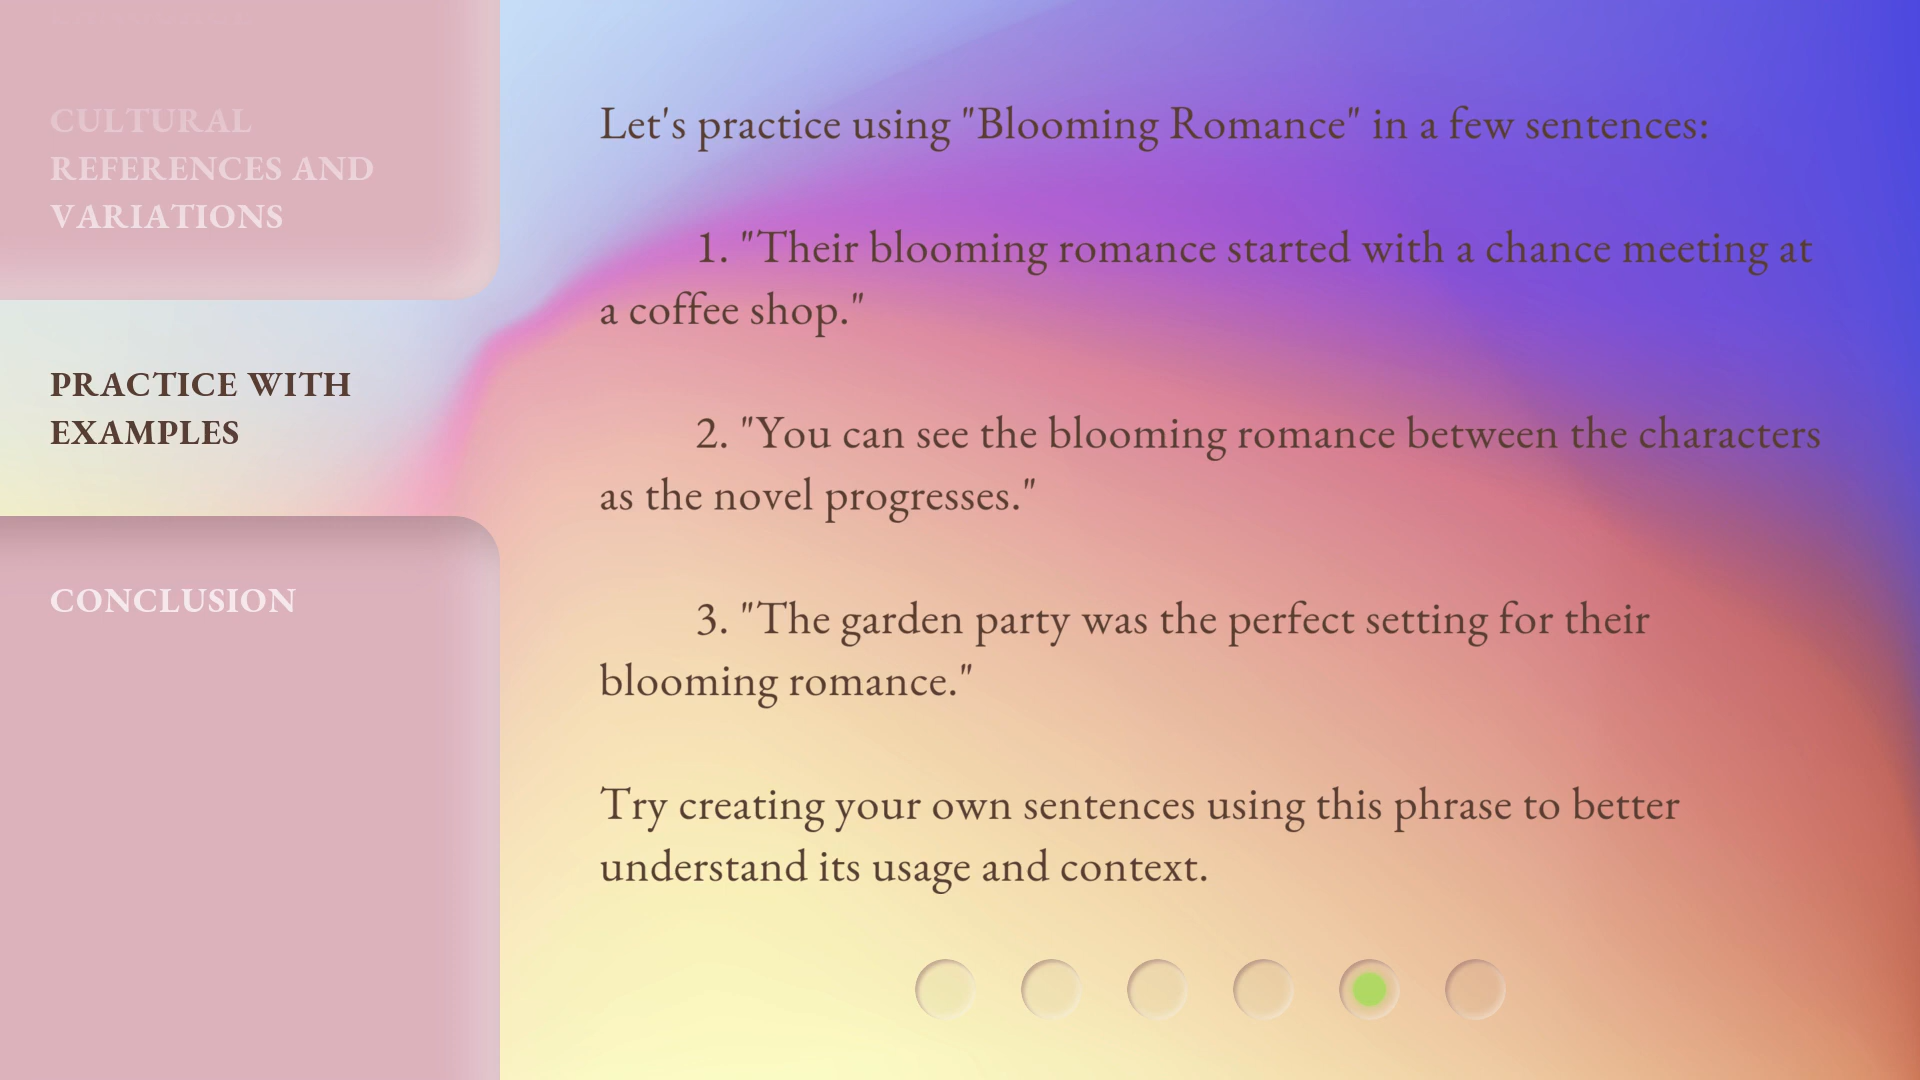 CULTURAL
REFERENCES AND
VARIATIONS
PRACTICE WITH
EXAMPLES
CONCLUSION
Let's practice using "Blooming Romance" in a few sentences:
1. "Their blooming romance started with a chance meeting at
a coffee shop."
2. "You can see the blooming romance between the characters
as the novel progresses."
3. "The garden party was the perfect setting for their
blooming romance."
Try creating your own sentences using this phrase to better
understand its usage and context.